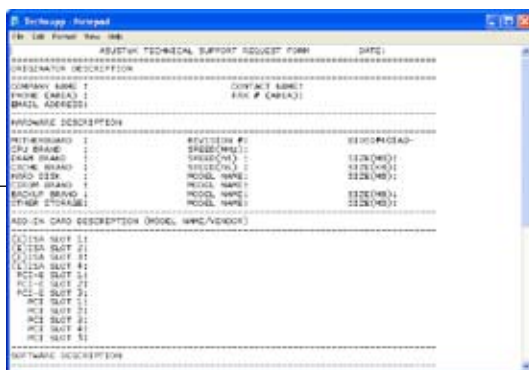 Techsupp - Notepad
File Edit Format View Help
ASUSTeK TECHNICAL SUPPORT REQUEST FORM DATE:
ORIGINATOR DESCRIPTION
COMPANY NAME : CONTACT NAME:
PHONE (AREA) : FAX # (AREA):
EMAIL ADDRESS:
HARDWARE DESCRIPTION
MOTHERBOARD : REVISION #:
CPU BRAND : SPEED(MHz):
DRAM BRAND : SPEED(nS) : SIZE(MB):
CACHE BRAND : SPEED(nS) : SIZE(KB):
HARD DISK : MODEL NAME: SIZE(MB):
CDROM BRAND : MODEL NAME:
BACKUP BRAND : MODEL NAME: SIZE(MB):
OTHER STORAGE: MODEL NAME: SIZE(MB):
ADD-IN CARD DESCRIPTION (MODEL NAME/VENDOR)
(E)ISA SLOT 1:
(E)ISA SLOT 2:
(E)ISA SLOT 3:
(E)ISA SLOT 4:
PCI-E SLOT 1:
PCI-E SLOT 2:
PCI-E SLOT 3:
PCI SLOT 1:
PCI SLOT 2:
PCI SLOT 3:
PCI SLOT 4:
PCI SLOT 5:
SOFTWARE DESCRIPTION